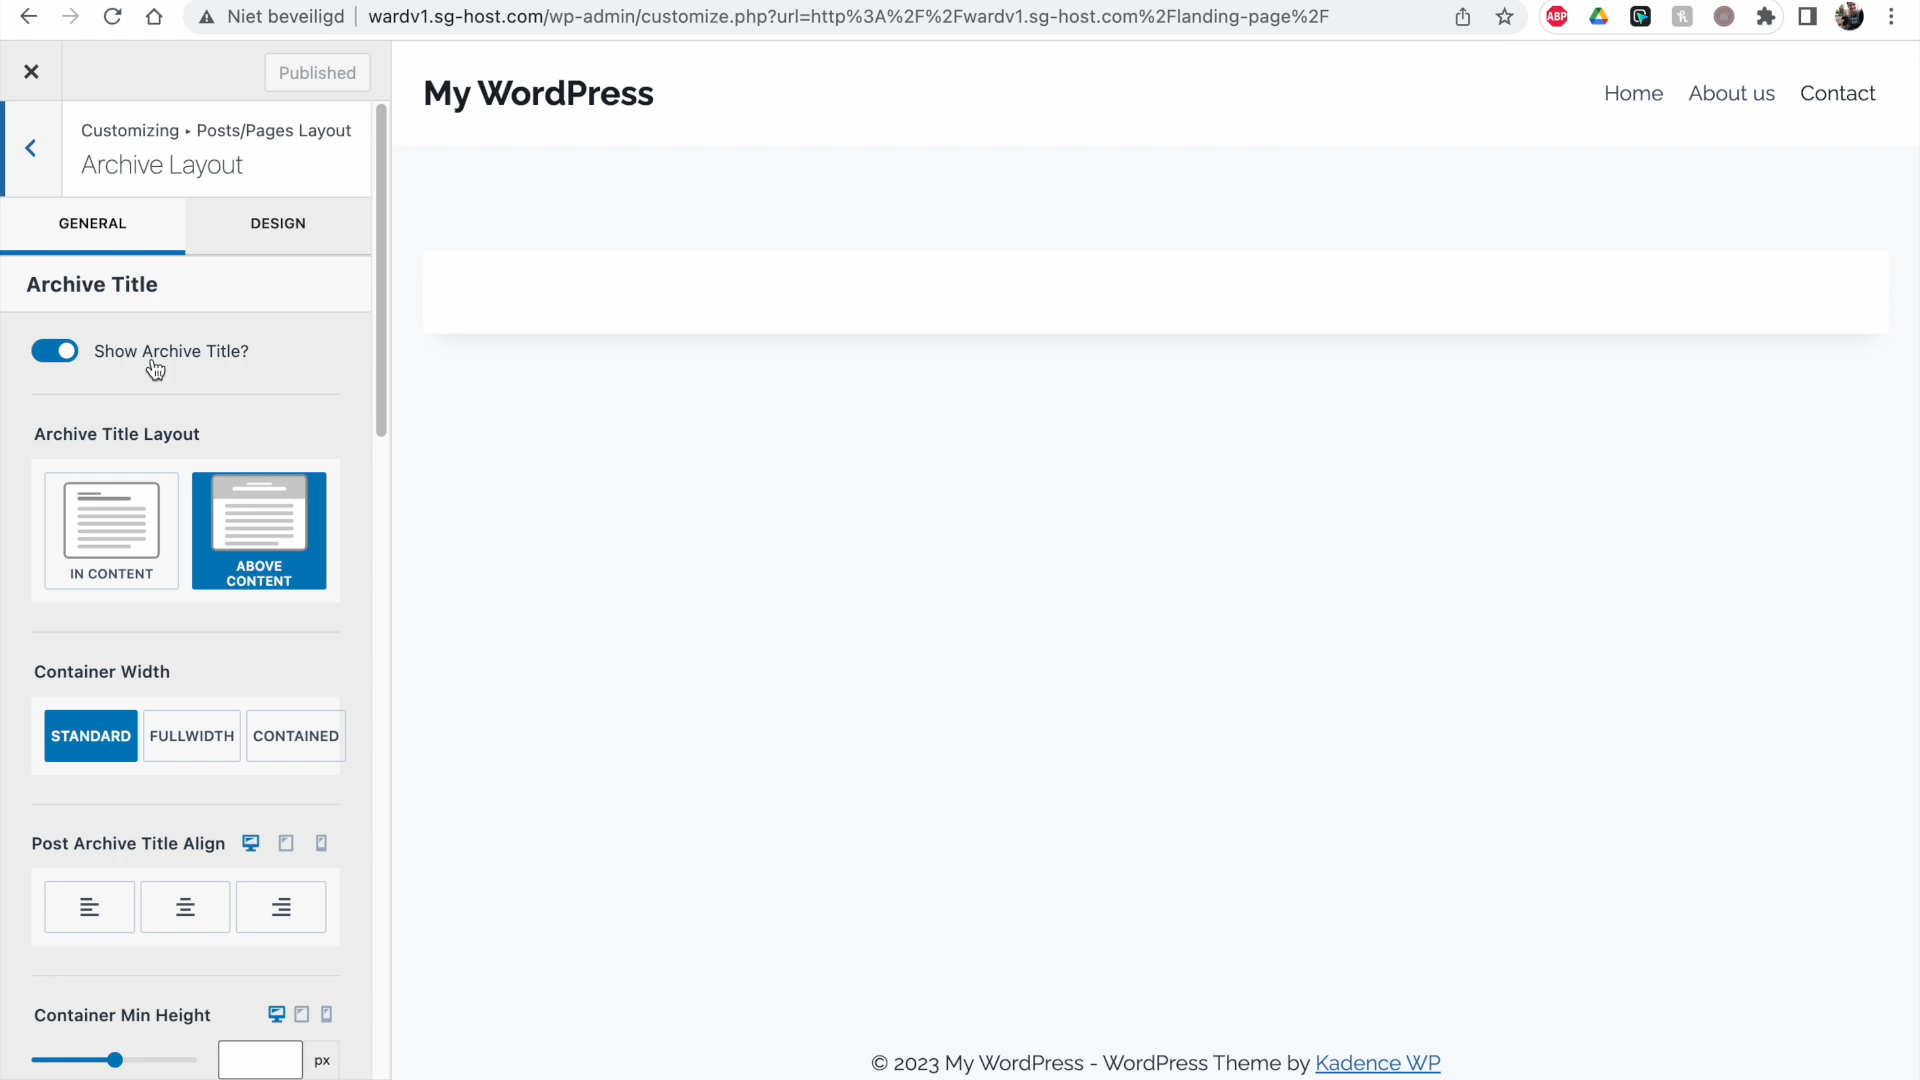 Niet beveiligd
wardv1.sg-host.com/wp-admin/customize.php?url=http%3A%2F%2Fwardv1.sg-host.com%2Flanding-page%2F
ABP
Published
Customizing ▸ Posts/Pages Layout
Archive Layout
GENERAL
DESIGN
Archive Title
Show Archive Title?
Archive Title Layout
IN CONTENT
ABOVE
CONTENT
Container Width
STANDARD
FULLWIDTH
CONTAINED
Post Archive Title Align
Container Min Height
px
My WordPress
Home
About us
Contact
© 2023 My WordPress - WordPress Theme by Kadence WP